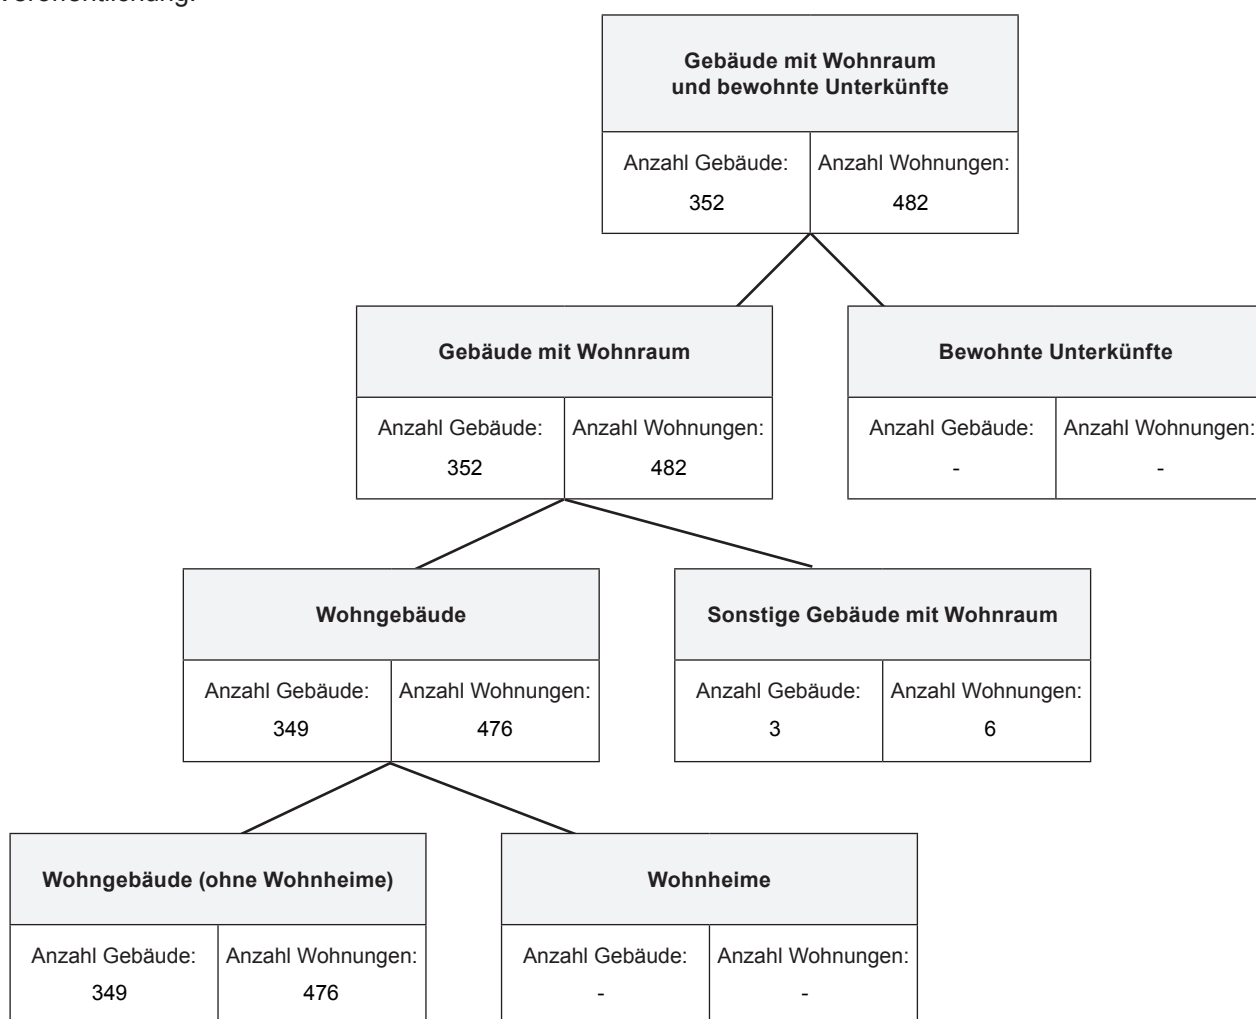 Veröffentlichung.
Gebäude mit Wohnraum
und bewohnte Unterkünfte
Anzahl Gebäude: Anzahl Wohnungen:
352 482
Gebäude mit Wohnraum Bewohnte Unterkünfte
Anzahl Gebäude: Anzahl Wohnungen: Anzahl Gebäude: Anzahl Wohnungen:
352 482 - -
Wohngebäude Sonstige Gebäude mit Wohnraum
Anzahl Gebäude: Anzahl Wohnungen: Anzahl Gebäude: Anzahl Wohnungen:
349 476 3 6
Wohngebäude (ohne Wohnheime) Wohnheime
Anzahl Gebäude: Anzahl Wohnungen: Anzahl Gebäude: Anzahl Wohnungen:
349 476 - -